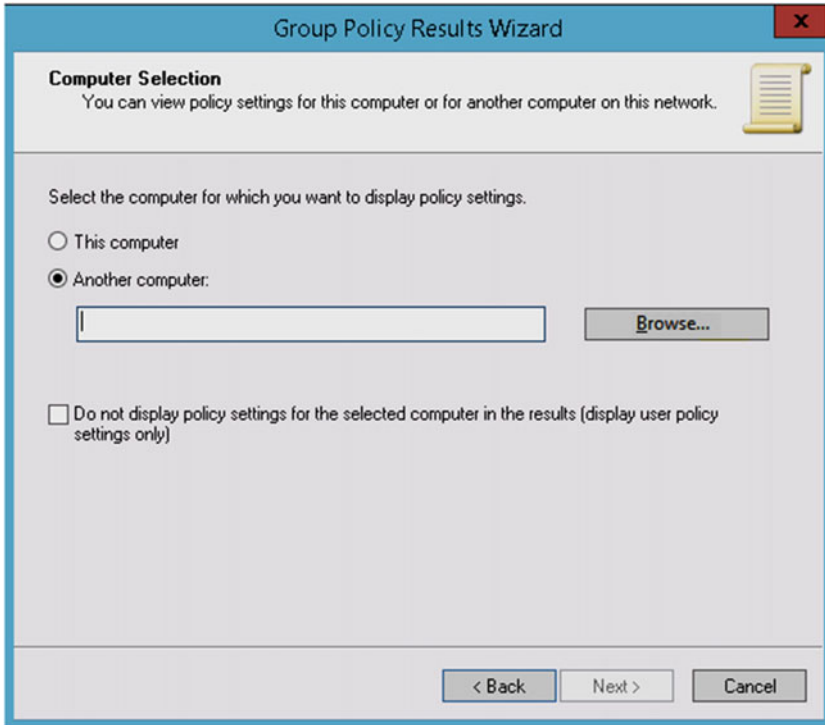 Group Policy Results Wizard
x
Computer Selection
You can view policy settings for this computer or for another computer on this network.
Select the computer for which you want to display policy settings.
This computer
Another computer:
Browse...
Do not display policy settings for the selected computer in the results (display user policy
settings only)
< Back Next > Cancel